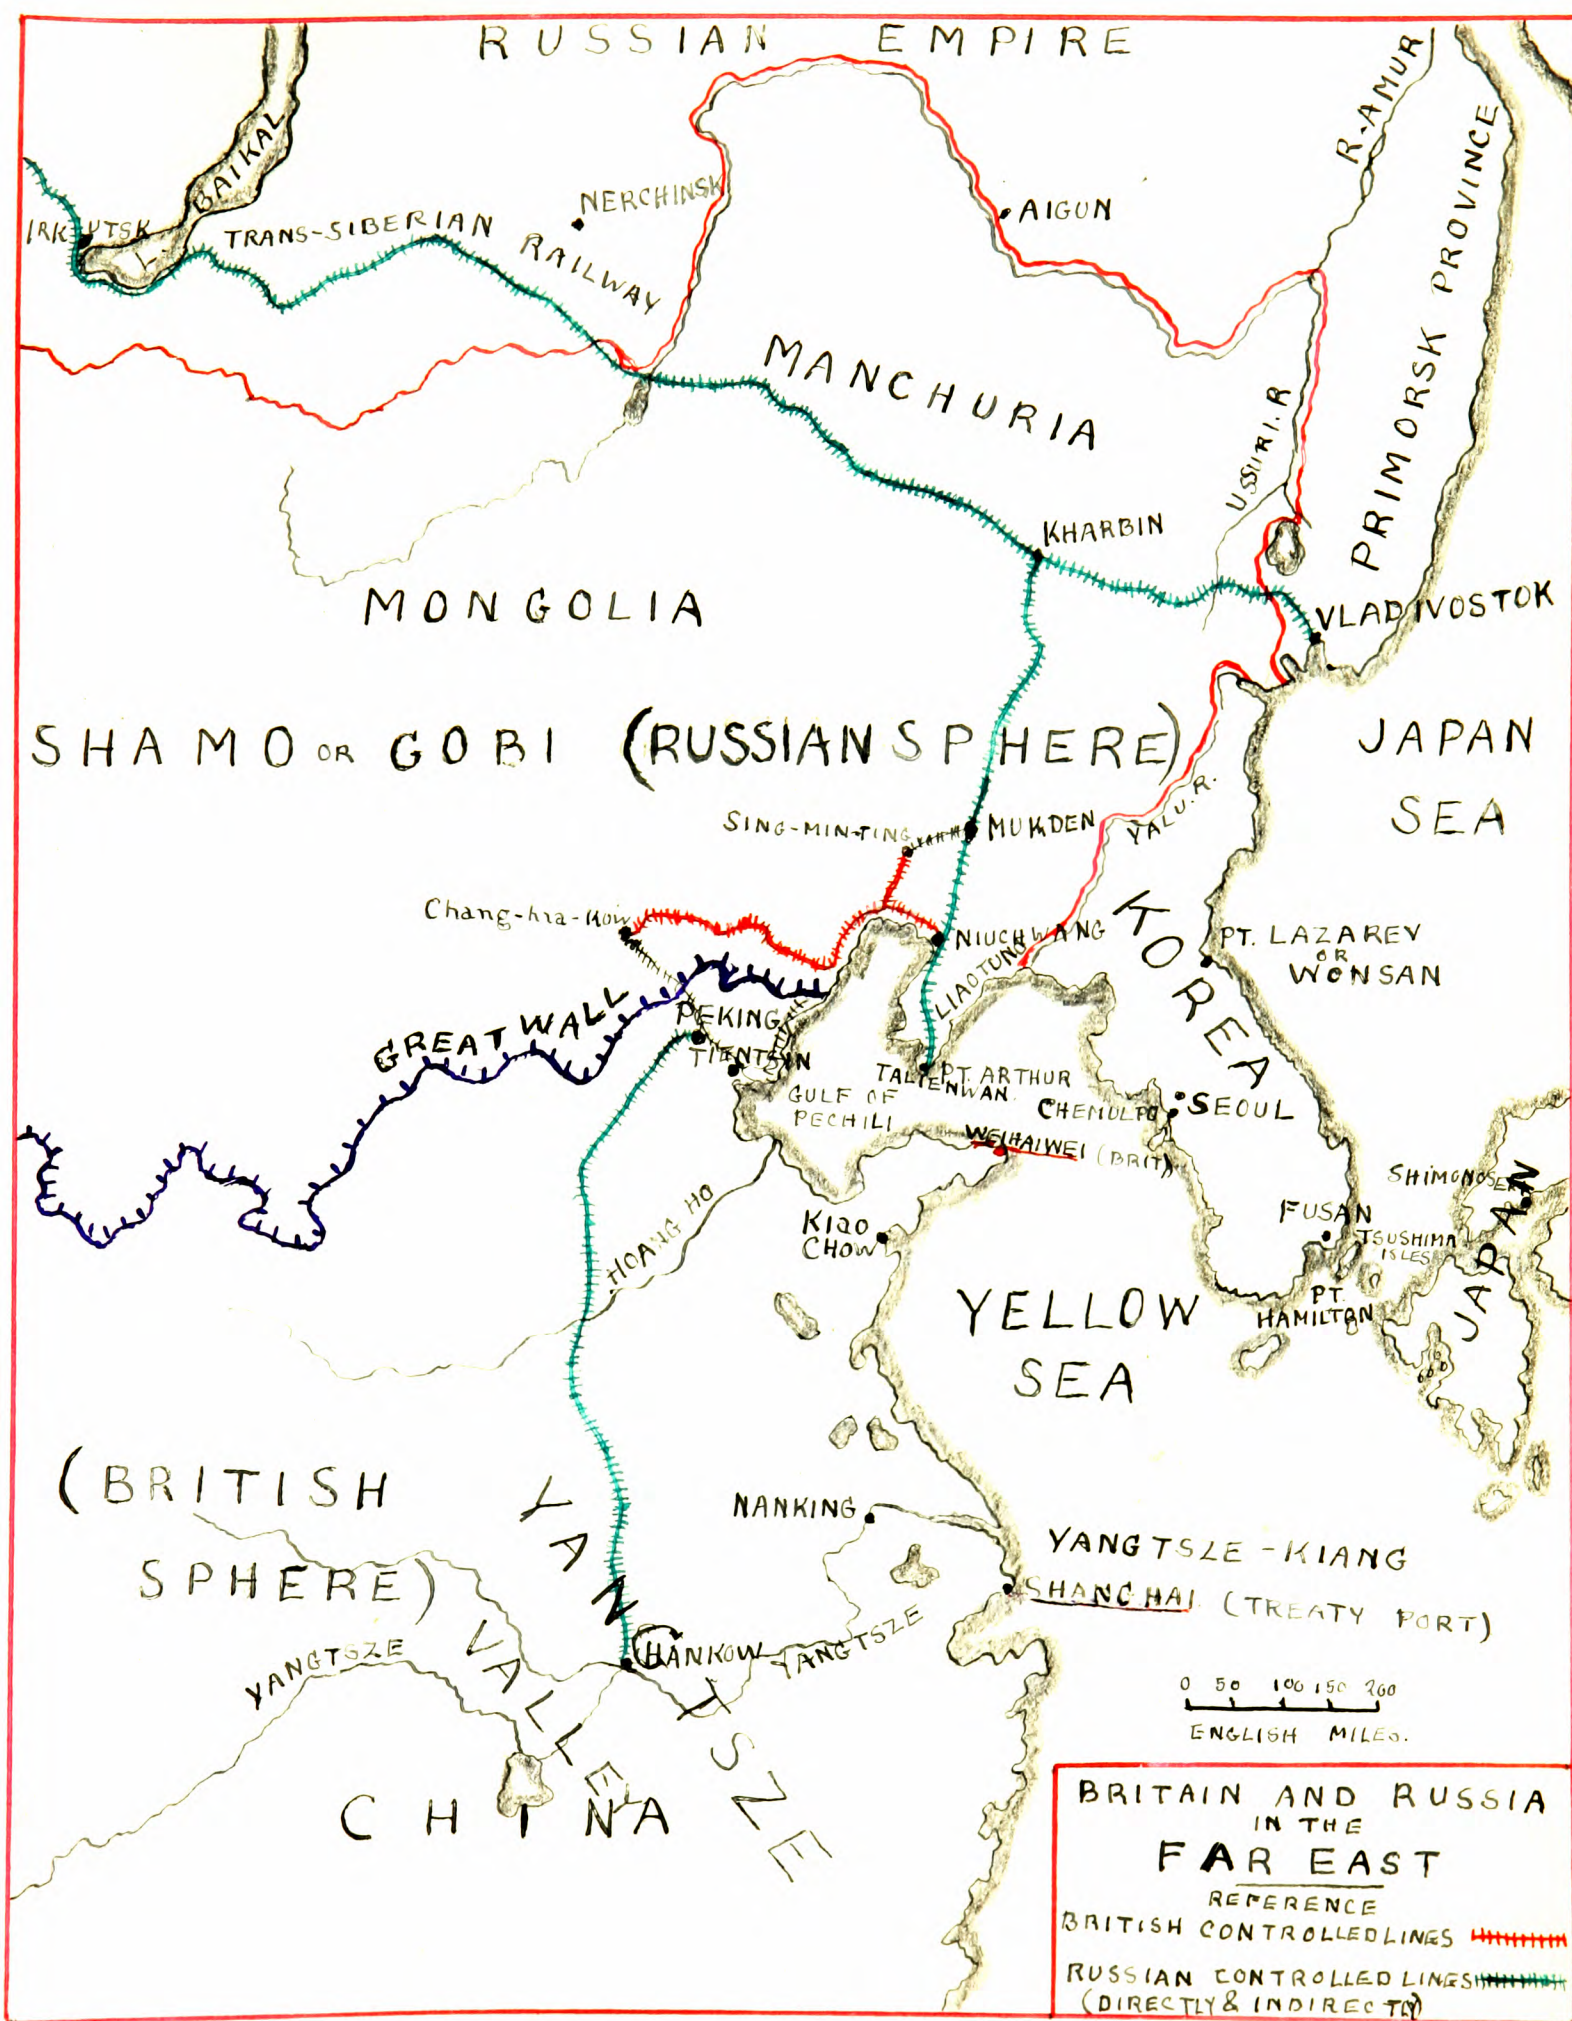 RUSSIAN EMPIRE
R-AMUR
BAIKAL
L.
NERCHINSK
AIGUN
IRKUTSK
TRANS-SIBERIAN RAILWAY
PRIMORSK PROVINCE
MANCHURIA
USSURI.R
KHARBIN
MONGOLIA
VLADIVOSTOK
SHAMO OR GOBI (RUSSIAN SPHERE)
JAPAN
SEA
SING-MIN-TING
MUKDEN
YALU.R.
Chang-hia-Kow
NIUCHWANG
LIAOTUNG
KOREA
PT. LAZAREV
OR
WONSAN
GREAT WALL
PEKING
TIENTSIN
TALIENWAN.
PT. ARTHUR
GULF OF
PECHILI
CHEMULPO
SEOUL
WEIHAIWEI (BRIT)
SHIMONOSEKI
HOANG HO
KIAO
CHOW
FUSAN
TSUSHIMA
ISLES
JAPAN
PT.
HAMILTON
YELLOW
SEA
(BRITISH
SPHERE)
YANTSZE
VALLEY
NANKING
YANGTSZE-KIANG
SHANGHAI (TREATY PORT)
HANKOW
YANGTSZE
YANGTSZE
0 50 100 150 200
ENGLISH MILES.
CHINA
BRITAIN AND RUSSIA
IN THE
FAR EAST
REFERENCE
BRITISH CONTROLLED LINES
RUSSIAN CONTROLLED LINES
(DIRECTLY & INDIRECTLY)